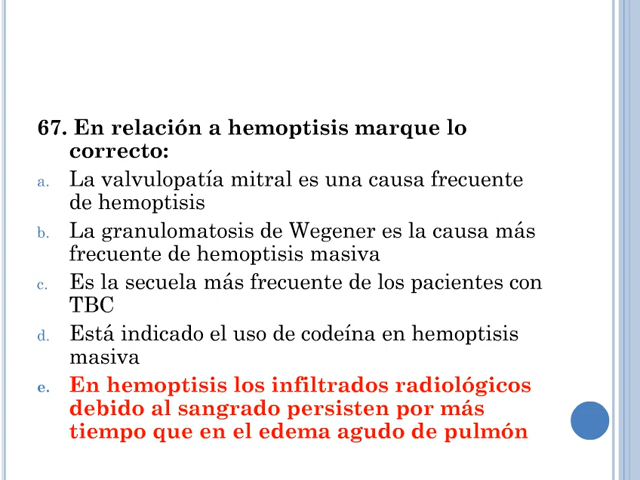 67. En relación a hemoptisis marque lo
correcto:
a. La valvulopatía mitral es una causa frecuente
de hemoptisis
b. La granulomatosis de Wegener es la causa más
frecuente de hemoptisis masiva
c. Es la secuela más frecuente de los pacientes con
TBC
d. Está indicado el uso de codeína en hemoptisis
masiva
e. En hemoptisis los infiltrados radiológicos
debido al sangrado persisten por más
tiempo que en el edema agudo de pulmón